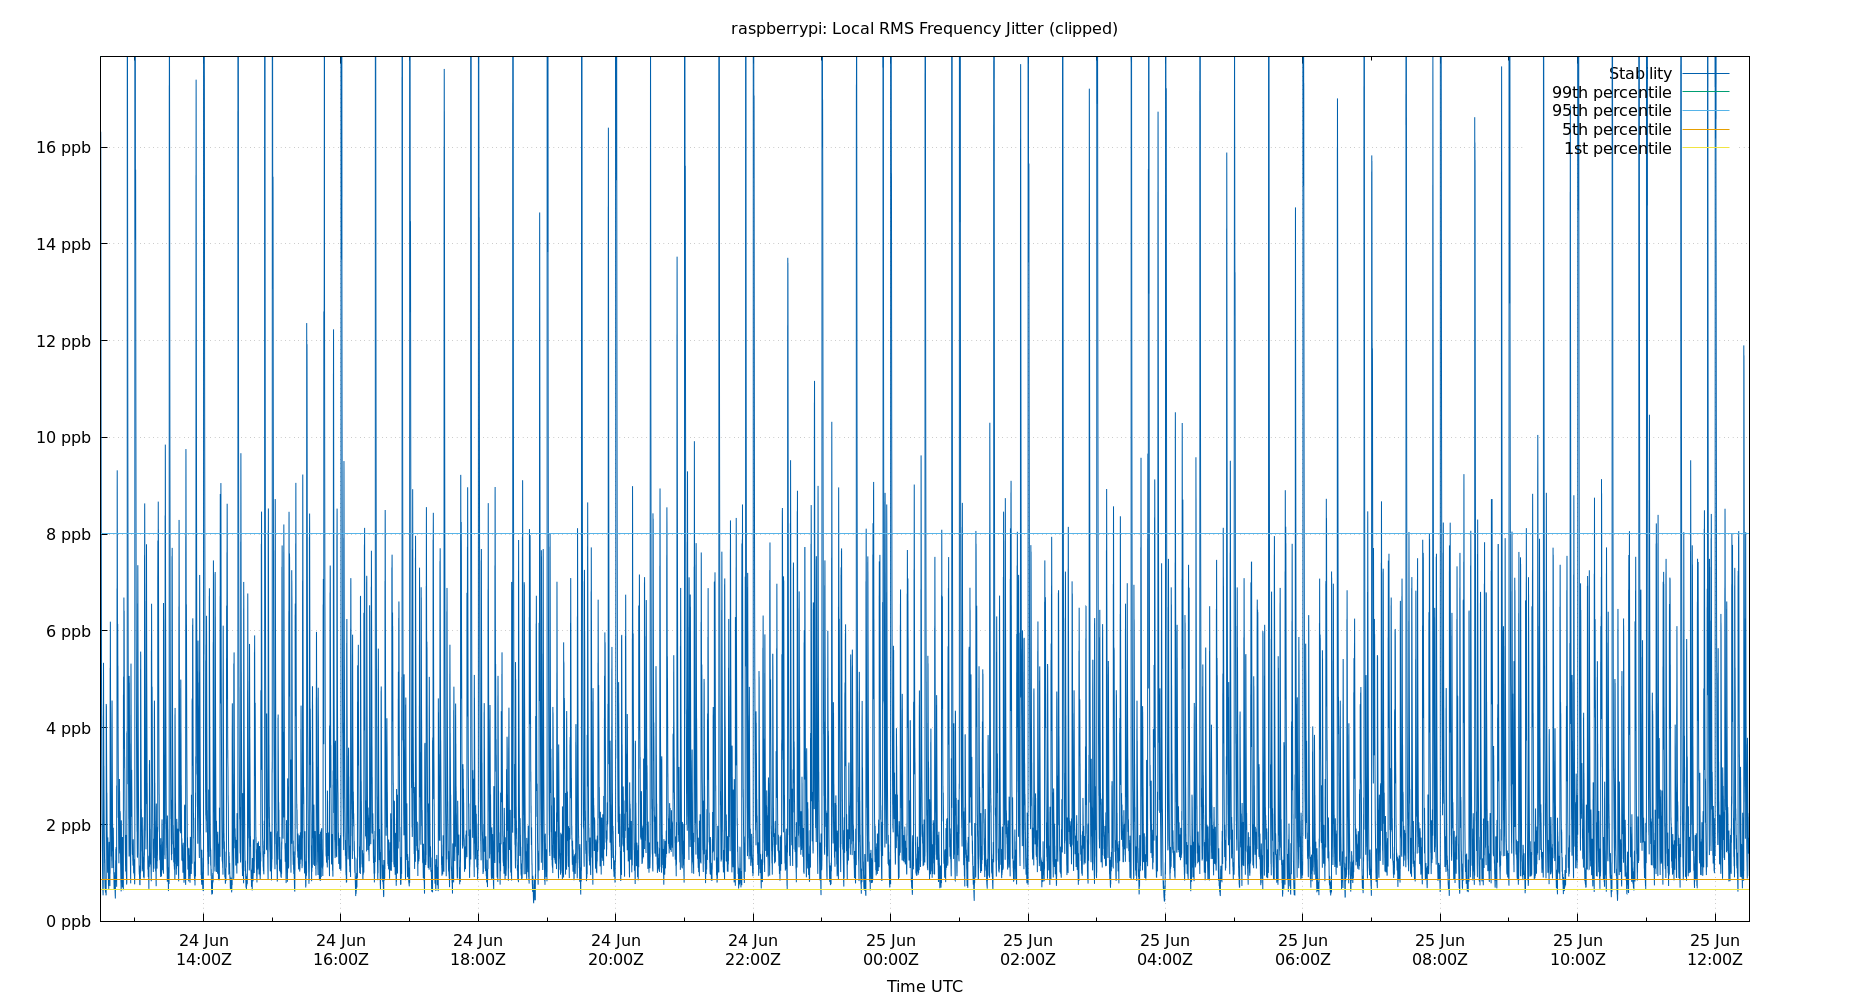 raspberrypi: Local RMS Frequency Jitter (clipped)
Stability
99th percentile
95th percentile
5th percentile
1st percentile
16 ppb
14 ppb
12 ppb
10 ppb
8 ppb
6 ppb
4 ppb
2 ppb
0 ppb
24 Jun 24 Jun 24 Jun 24 Jun 24 Jun 25 Jun 25 Jun 25 Jun 25 Jun 25 Jun 25 Jun 25 Jun
14:00Z 16:00Z 18:00Z 20:00Z 22:00Z 00:00Z 02:00Z 04:00Z 06:00Z 08:00Z 10:00Z 12:00Z
Time UTC